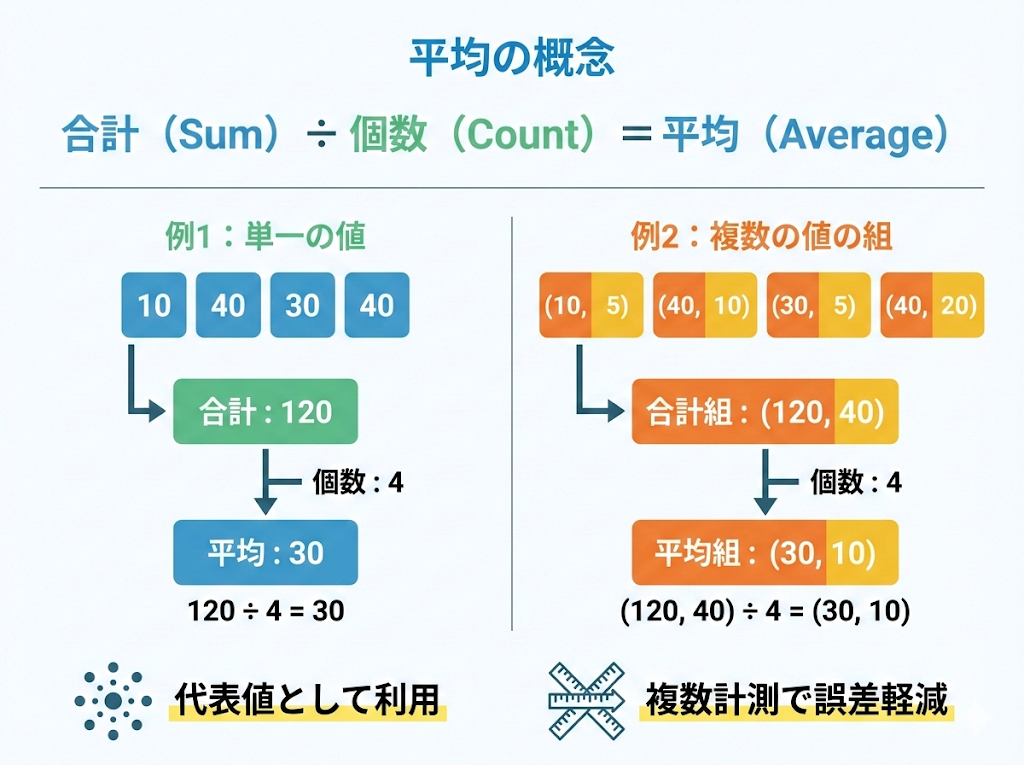 平均の概念
合計（Sum）÷ 個数（Count）＝平均（Average）
例1：単一の値
10 40 30 40
合計 : 120
個数 : 4
平均 : 30
120 ÷ 4 = 30
代表値として利用
例2：複数の値の組
(10, 5) (40, 10) (30, 5) (40, 20)
合計組 : (120, 40)
個数 : 4
平均組 : (30, 10)
(120, 40) ÷ 4 = (30, 10)
複数計測で誤差軽減